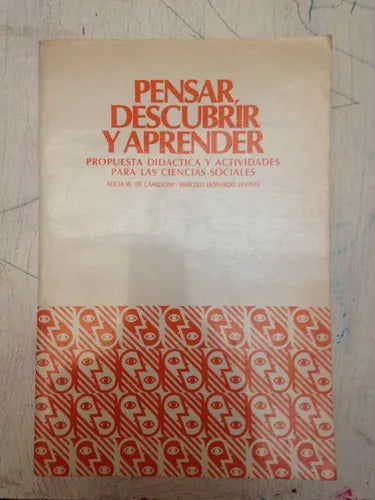 PENSAR,
DESCUBRIR
Y APRENDER
PROPUESTA DIDACTICA Y ACTIVIDADES
PARA LAS CIENCIAS SOCIALES
ALICIA W. DE CAMILLONI - MARCELO LEONARDO LEVINAS